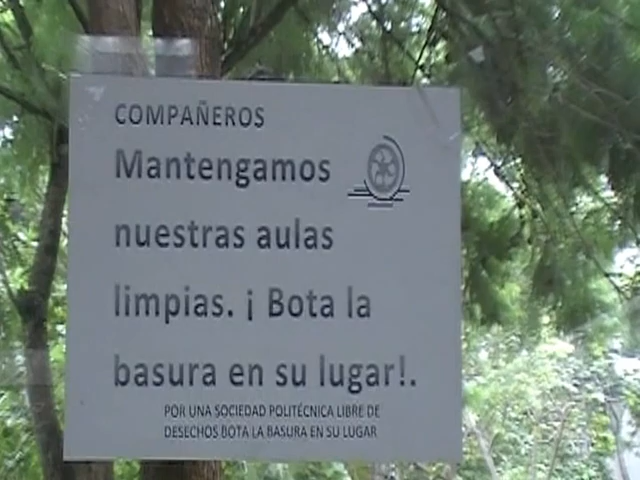 COMPAÑEROS
Mantengamos
nuestras aulas
limpias. ¡ Bota la
basura en su lugar!.
POR UNA SOCIEDAD POLITÉCNICA LIBRE DE
DESECHOS BOTA LA BASURA EN SU LUGAR